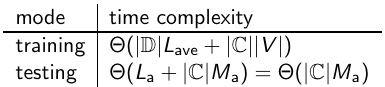 mode time complexity
training Θ(|𝔻|L_ave + |ℂ||V|)
testing Θ(L_a + |ℂ|M_a) = Θ(|ℂ|M_a)